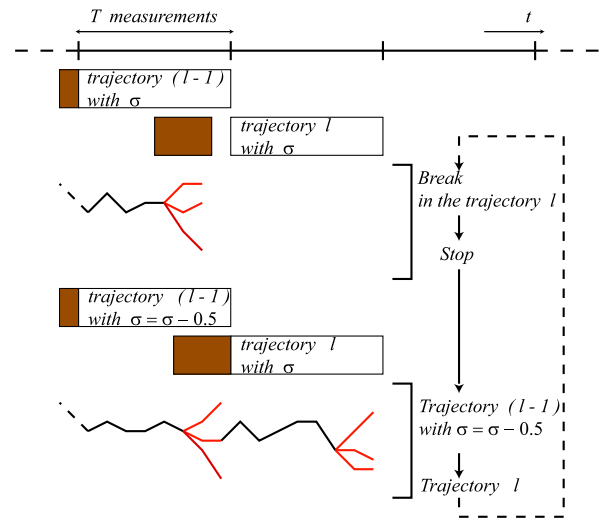 T measurements
t
trajectory (l - 1)
with σ
trajectory l
with σ
Break
in the trajectory l
Stop
trajectory (l - 1)
with σ = σ − 0.5
trajectory l
with σ
Trajectory (l - 1)
with σ = σ − 0.5
Trajectory l